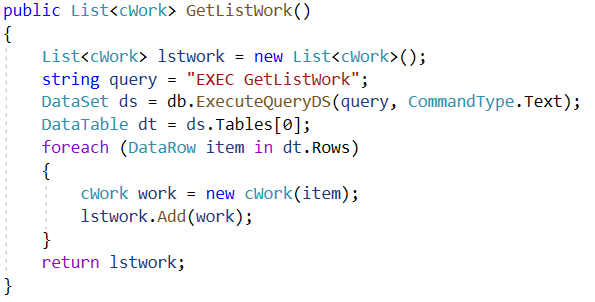 public List<cWork> GetListWork()
{
List<cWork> lstwork = new List<cWork>();
string query = "EXEC GetListWork";
DataSet ds = db.ExecuteQueryDS(query, CommandType.Text);
DataTable dt = ds.Tables[0];
foreach (DataRow item in dt.Rows)
{
cWork work = new cWork(item);
lstwork.Add(work);
}
return lstwork;
}